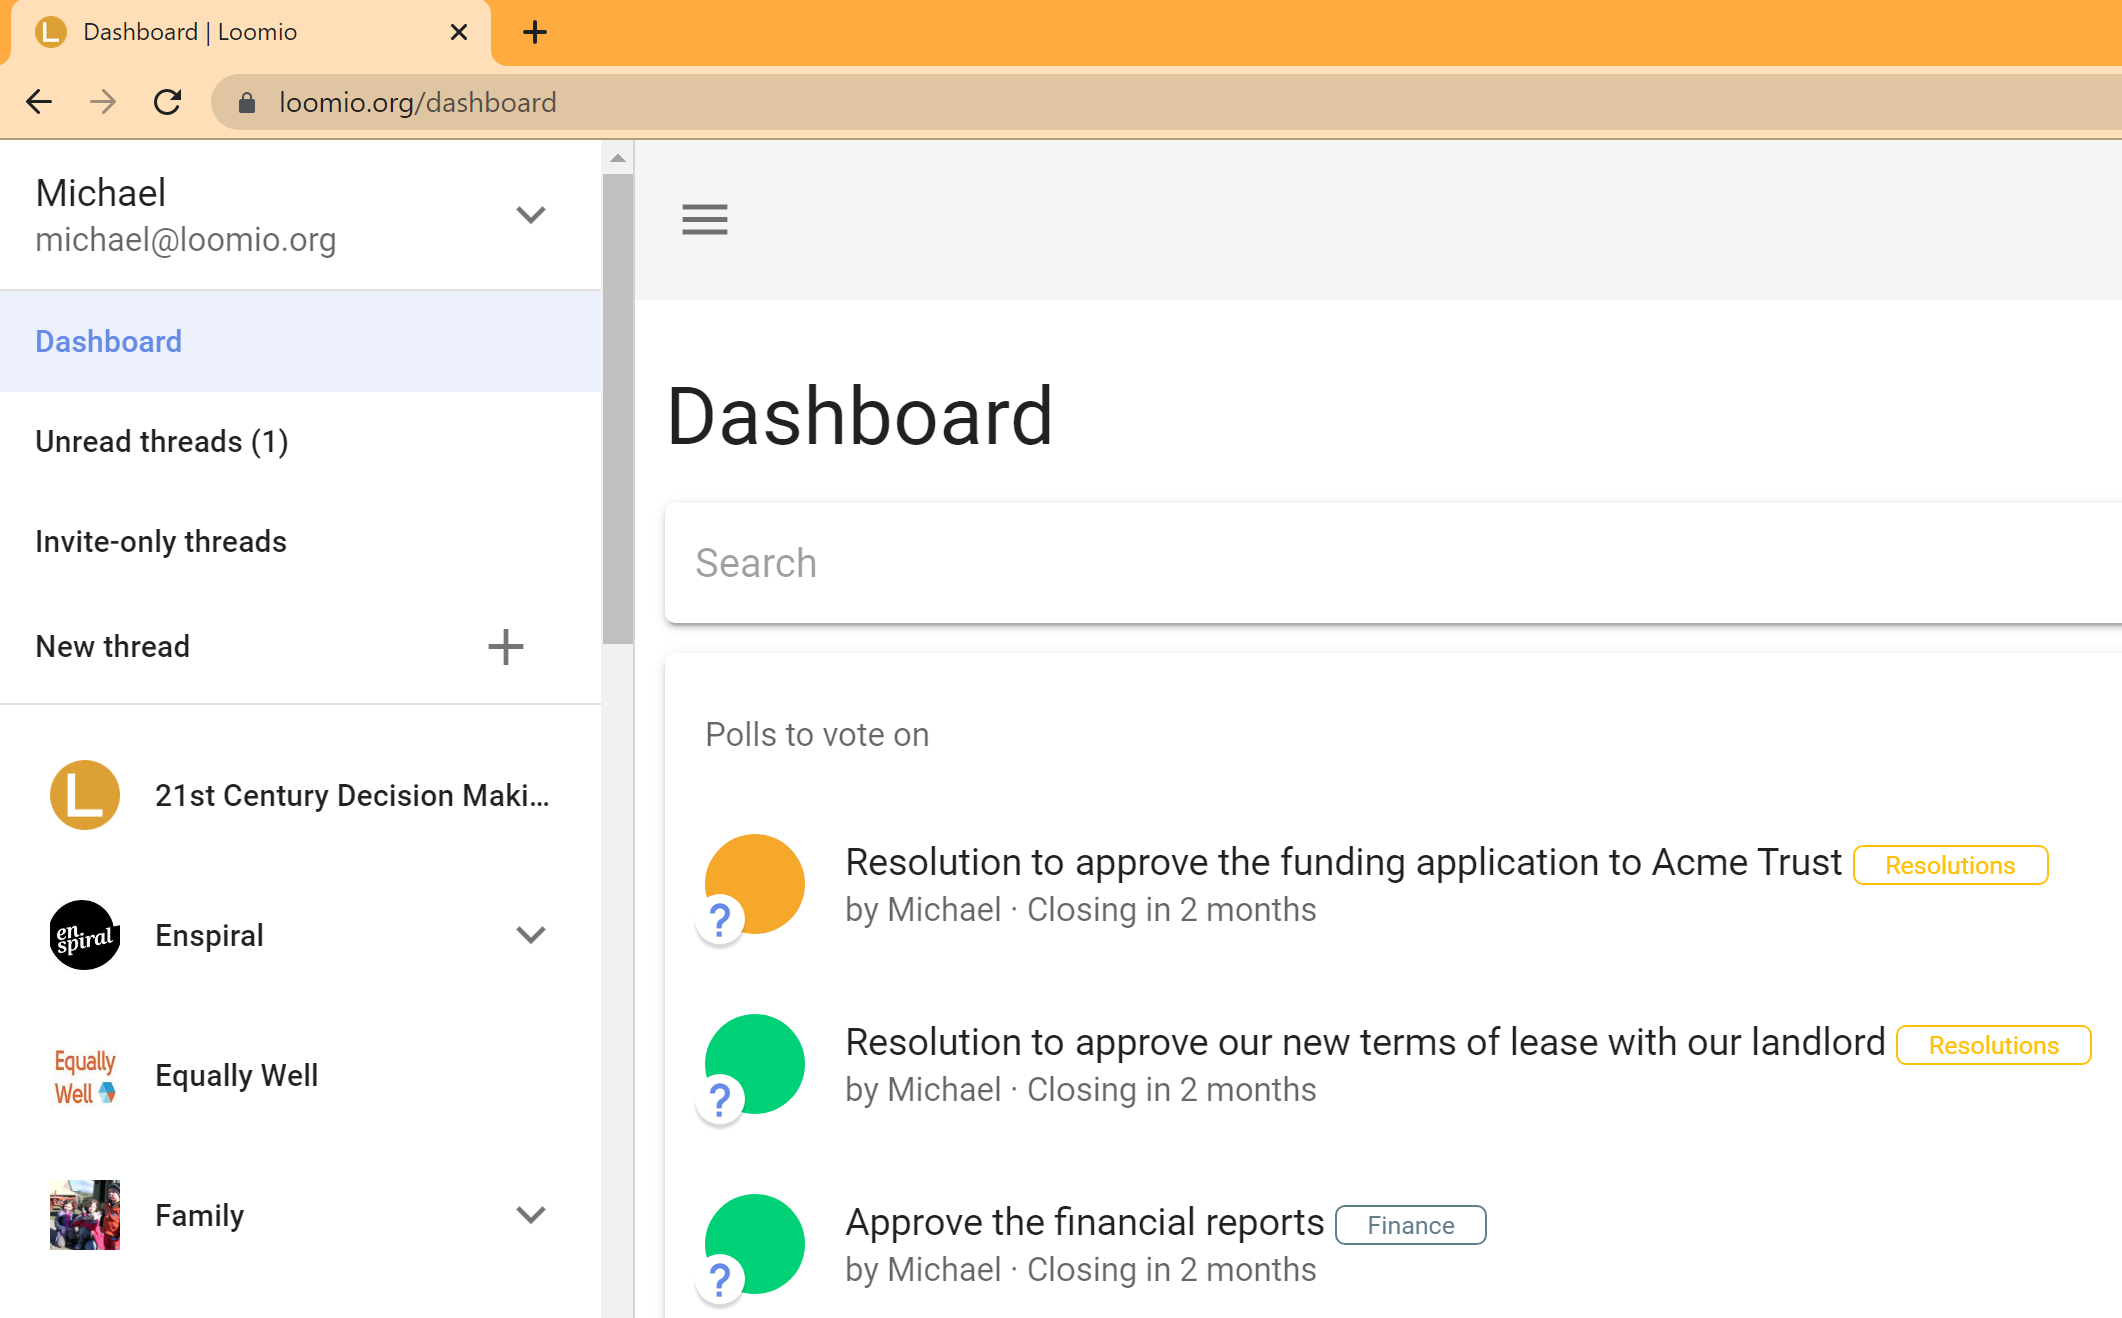 Dashboard | Loomio
loomio.org/dashboard
Michael
michael@loomio.org
Dashboard
Unread threads (1)
Invite-only threads
New thread
L
21st Century Decision Maki...
en
spiral
Enspiral
Equally
Well
Equally Well
Family
Dashboard
Search
Polls to vote on
?
Resolution to approve the funding application to Acme Trust Resolutions
by Michael · Closing in 2 months
?
Resolution to approve our new terms of lease with our landlord Resolutions
by Michael · Closing in 2 months
?
Approve the financial reports Finance
by Michael · Closing in 2 months